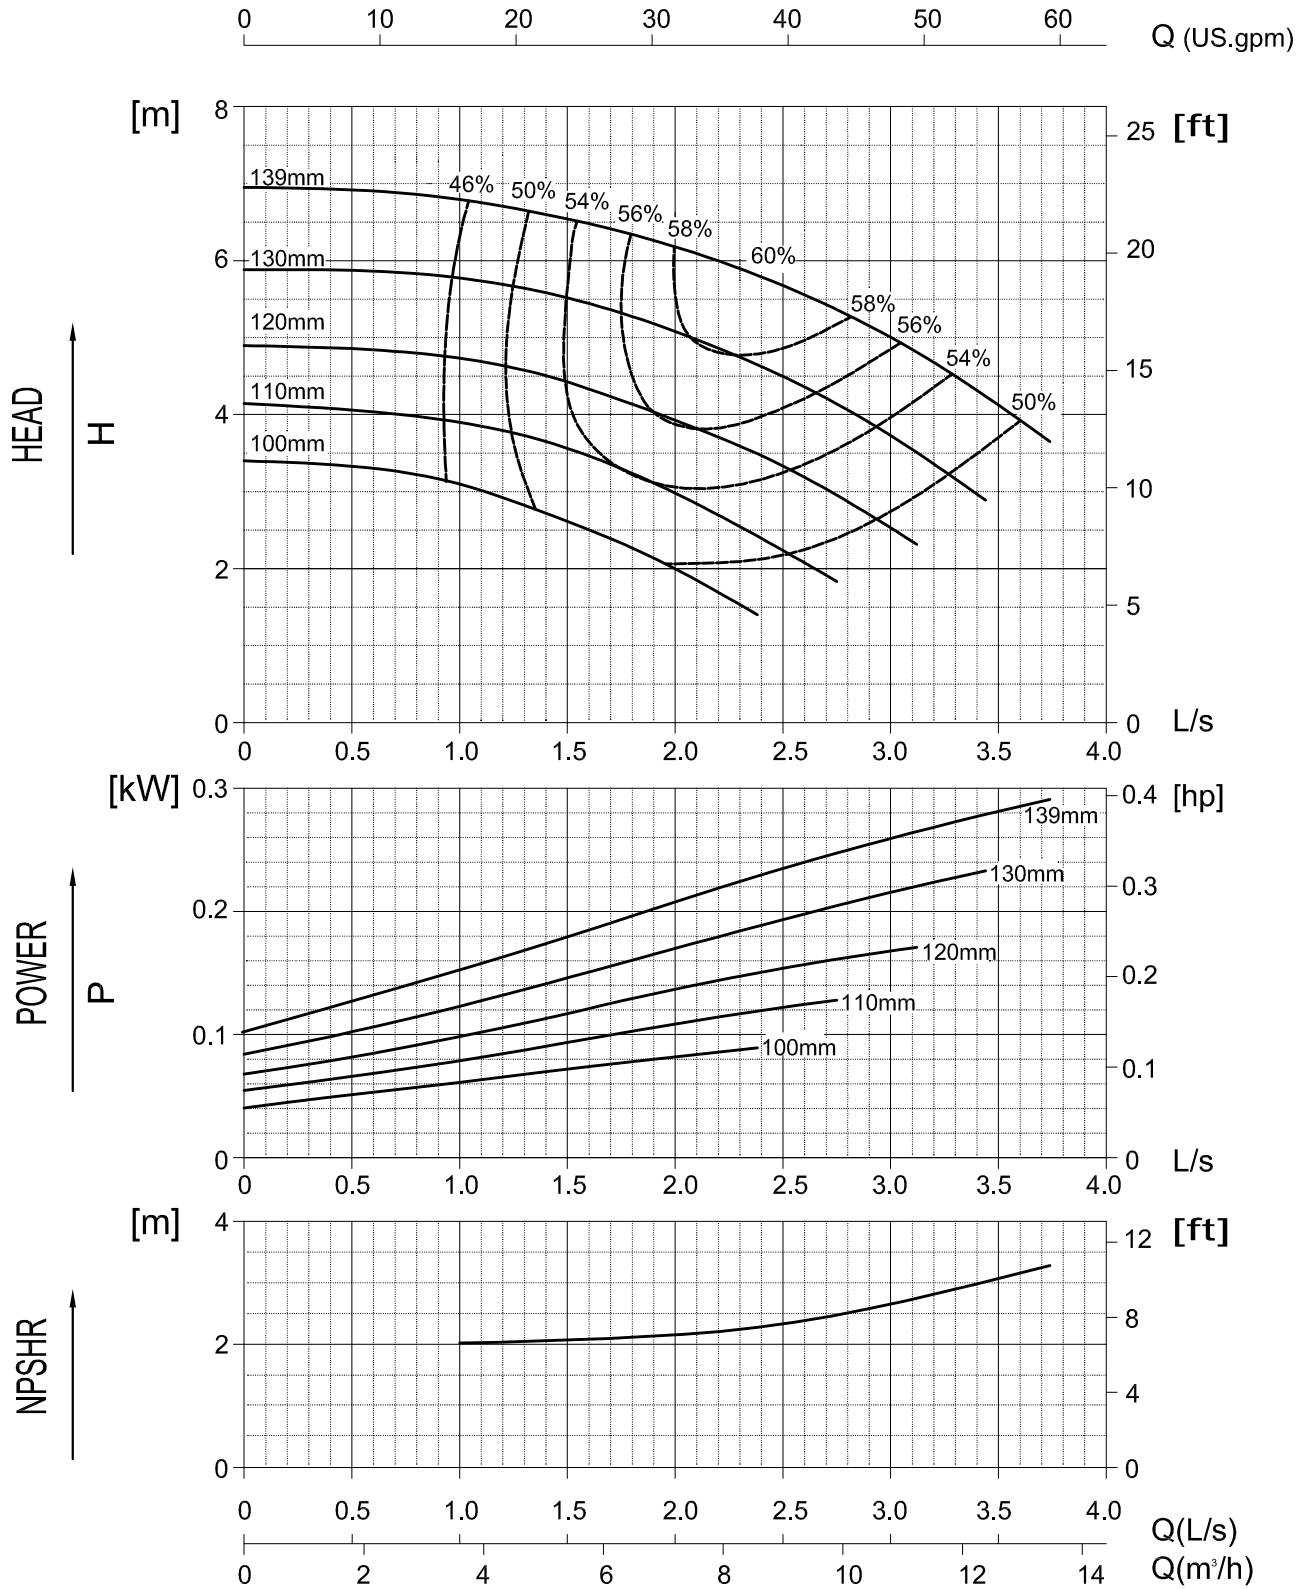 0 10 20 30 40 50 60
Q (US.gpm)
[m] 8 25 [ft]
139mm 46% 50% 54% 56% 58% 60%
6 20
130mm
58% 56% 54% 50%
120mm
15
110mm
4
100mm
10
2
5
0 0 L/s
0 0.5 1.0 1.5 2.0 2.5 3.0 3.5 4.0
HEAD
H
[kW] 0.3 0.4 [hp]
139mm
130mm
0.3
0.2
120mm
0.2
110mm
0.1
100mm
0.1
0 0 L/s
0 0.5 1.0 1.5 2.0 2.5 3.0 3.5 4.0
POWER
P
[m] 4 12 [ft]
8
2
4
0 0
NPSHR
0 0.5 1.0 1.5 2.0 2.5 3.0 3.5 4.0
Q(L/s)
0 2 4 6 8 10 12 14
Q(m³/h)